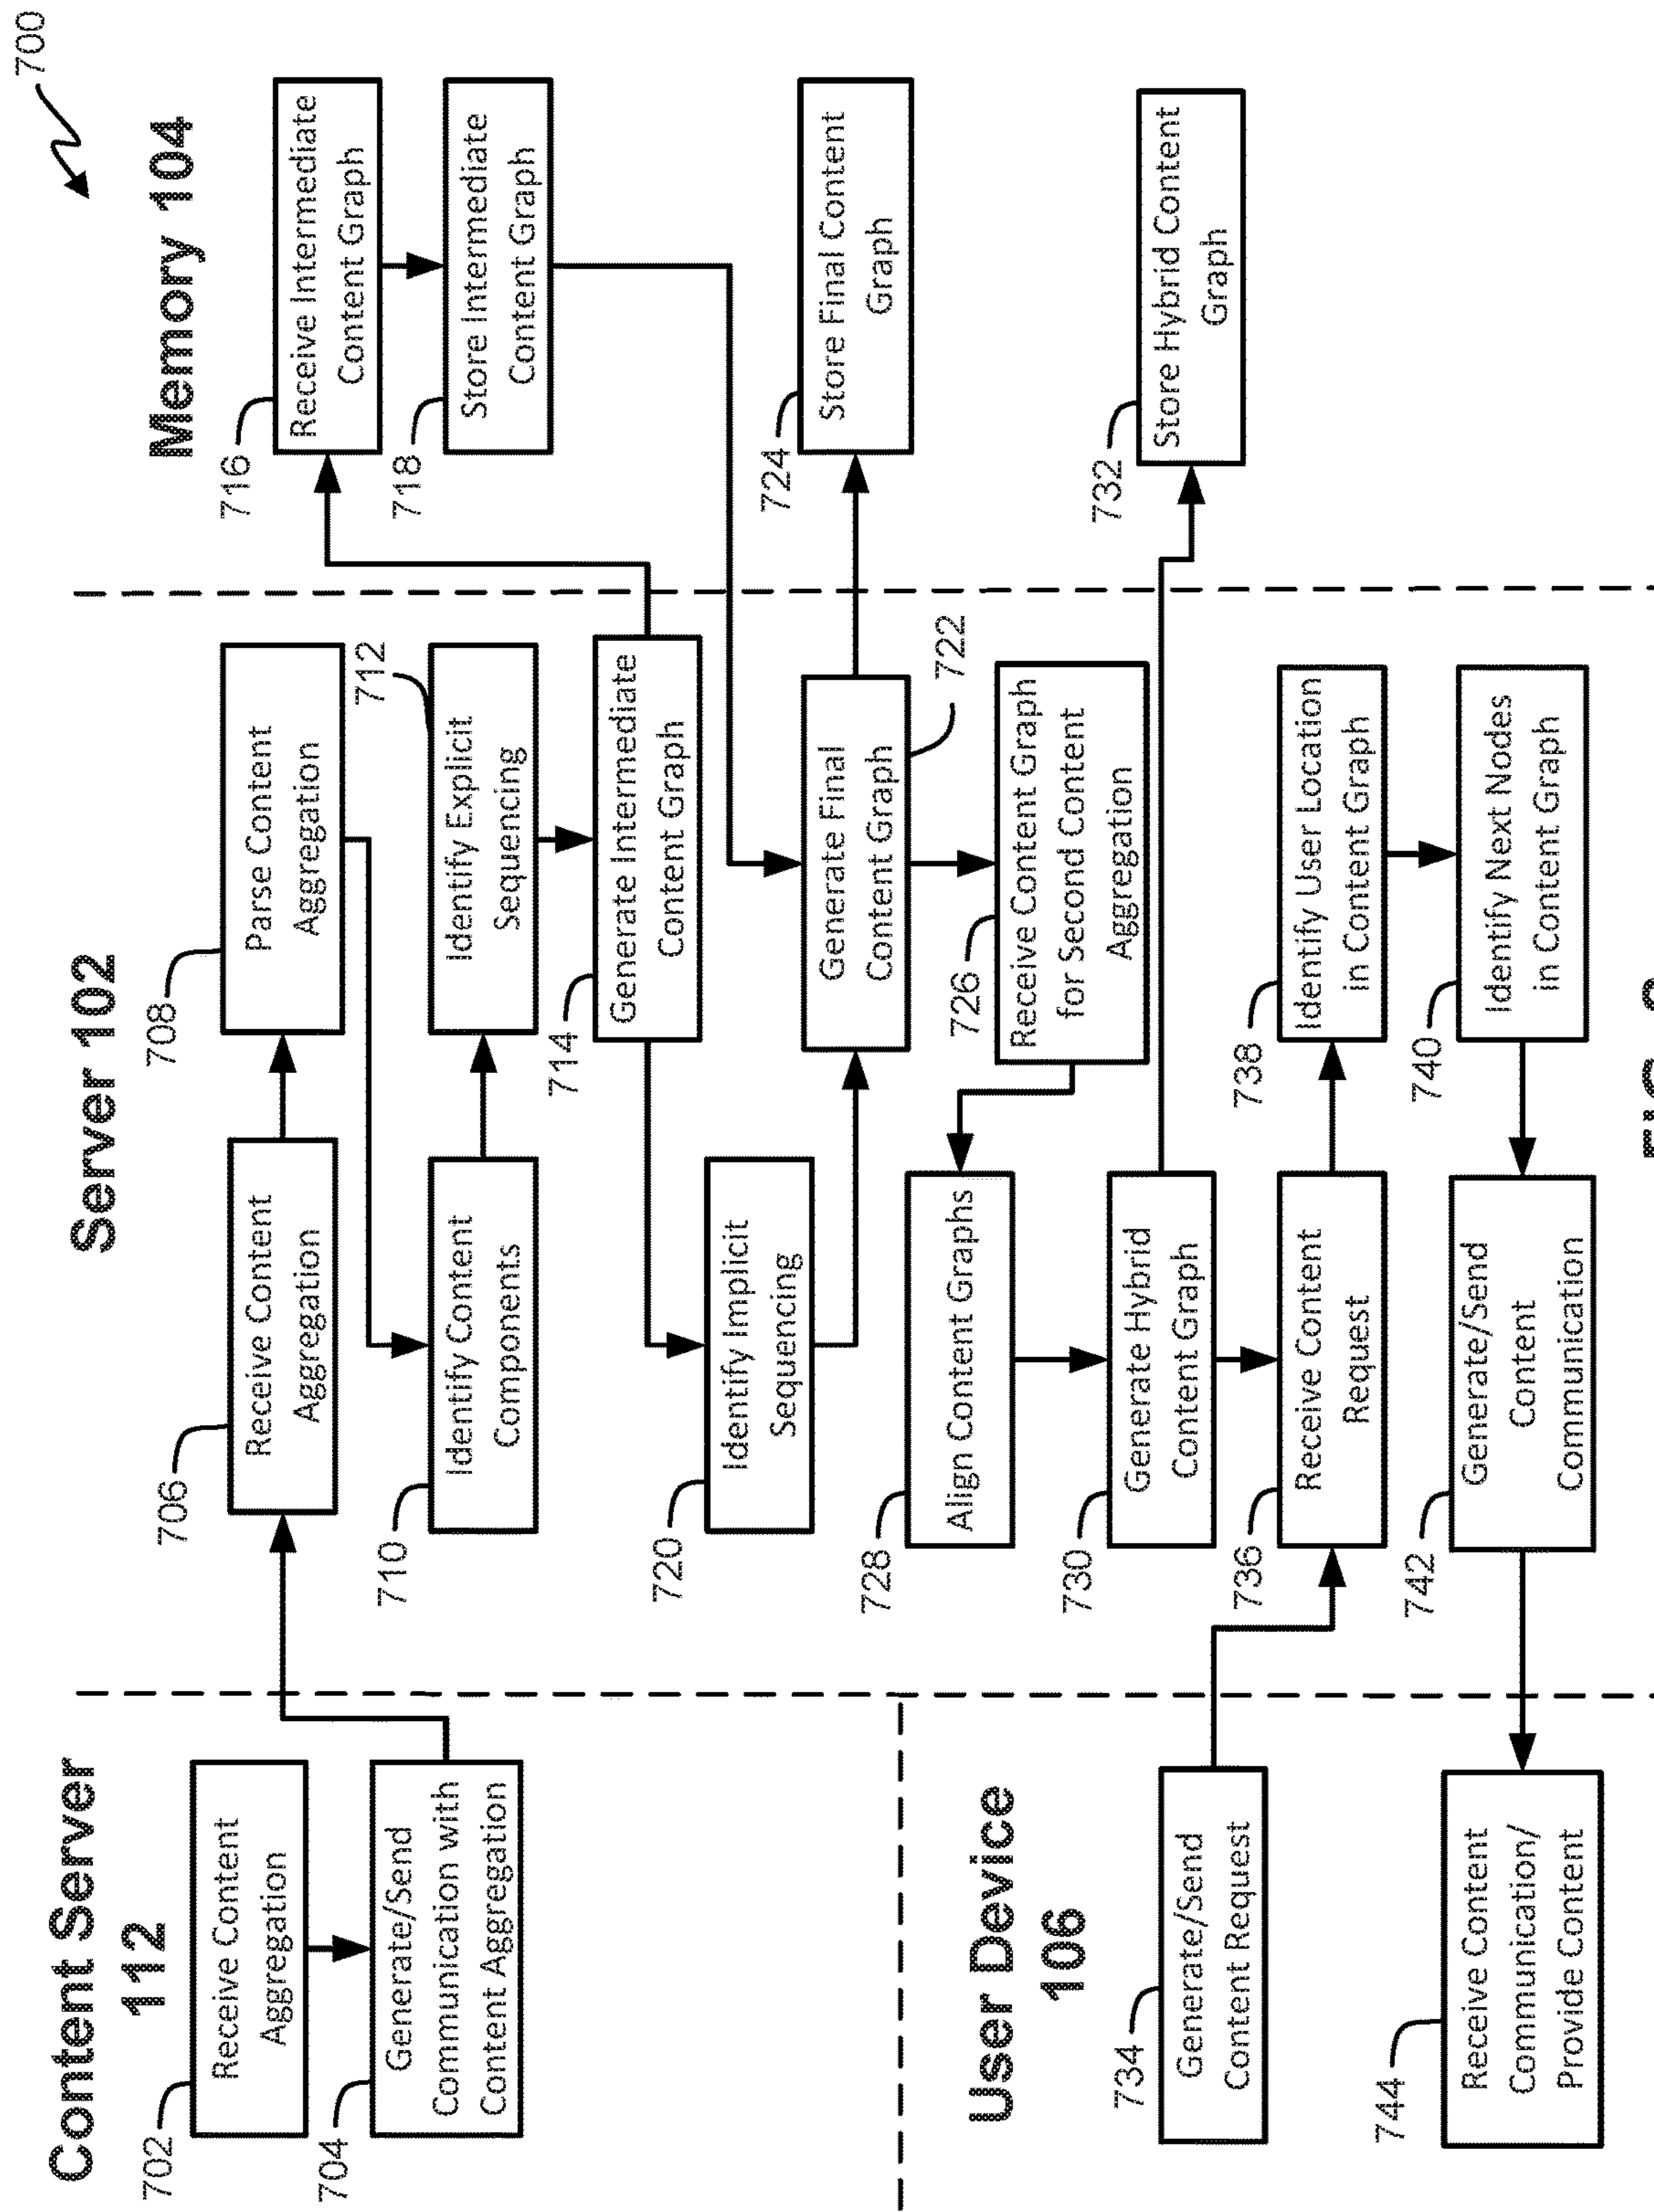 700
Content Server
112
702
Receive Content
Aggregation
704
Generate/Send
Communication with
Content Aggregation
User Device
106
734
Generate/Send
Content Request
744
Receive Content
Communication/
Provide Content
Server 102
706
Receive Content
Aggregation
708
Parse Content
Aggregation
710
Identify Content
Components
712
Identify Explicit
Sequencing
714
Generate Intermediate
Content Graph
720
Identify Implicit
Sequencing
Generate Final
Content Graph
722
726
Receive Content Graph
for Second Content
Aggregation
728
Align Content Graphs
730
Generate Hybrid
Content Graph
736
Receive Content
Request
738
Identify User Location
in Content Graph
740
Identify Next Nodes
in Content Graph
742
Generate/Send
Content
Communication
Memory 104
716
Receive Intermediate
Content Graph
718
Store Intermediate
Content Graph
724
Store Final Content
Graph
732
Store Hybrid Content
Graph